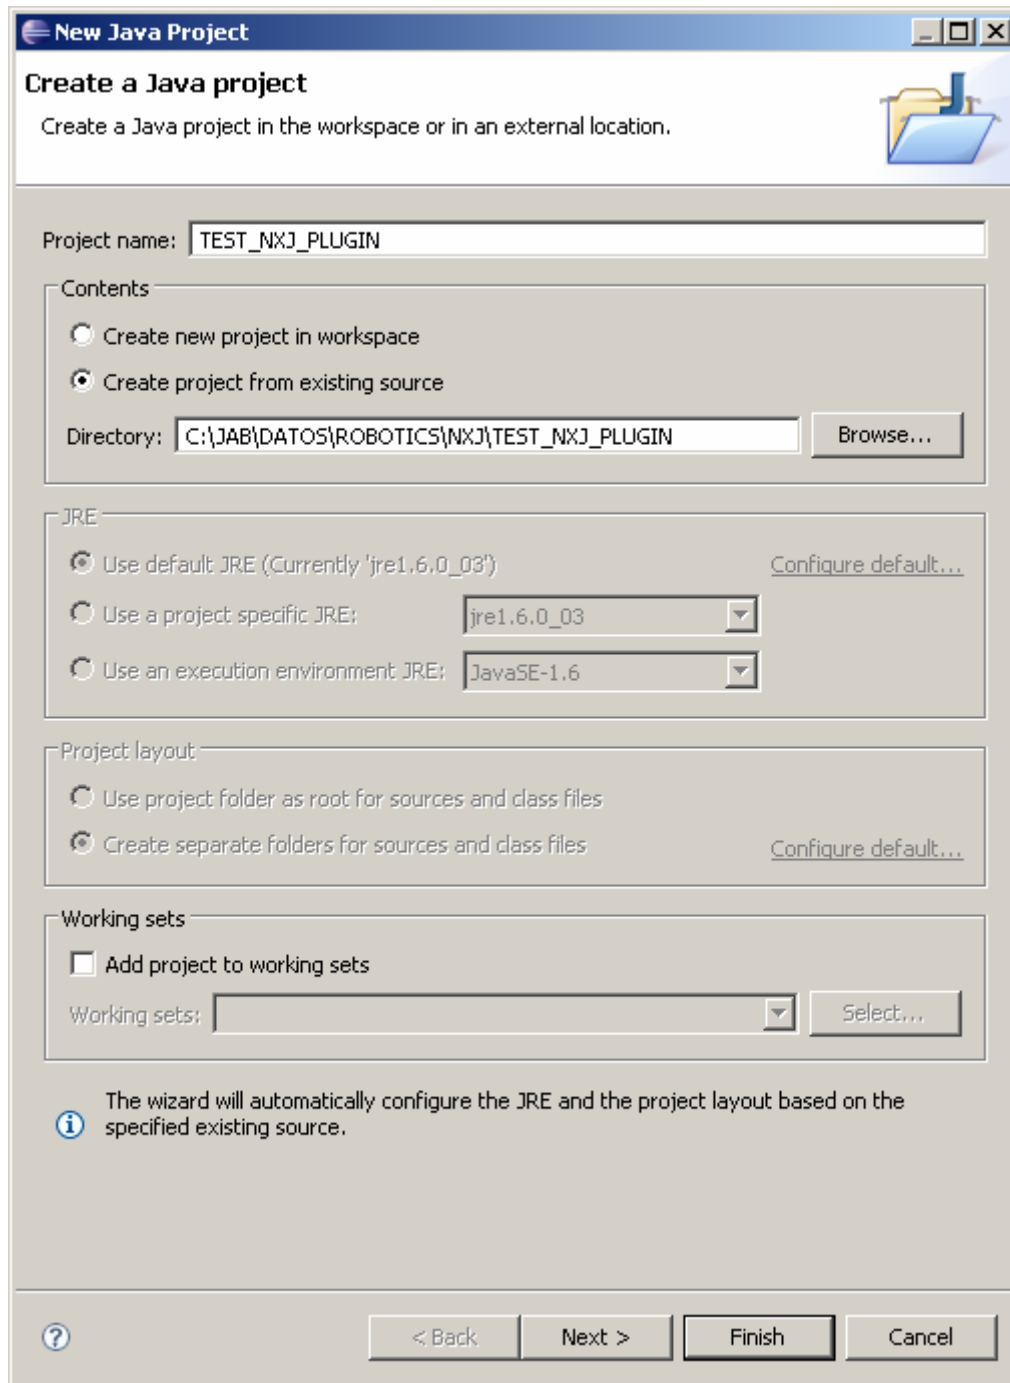 New Java Project
Create a Java project
Create a Java project in the workspace or in an external location.
Project name: TEST_NXJ_PLUGIN
Contents
Create new project in workspace
Create project from existing source
Directory: C:\JAB\DATOS\ROBOTICS\NXJ\TEST_NXJ_PLUGIN Browse...
JRE
Use default JRE (Currently 'jre1.6.0_03') Configure default...
Use a project specific JRE: jre1.6.0_03
Use an execution environment JRE: JavaSE-1.6
Project layout
Use project folder as root for sources and class files
Create separate folders for sources and class files Configure default...
Working sets
Add project to working sets
Working sets: Select...
The wizard will automatically configure the JRE and the project layout based on the
specified existing source.
< Back Next > Finish Cancel